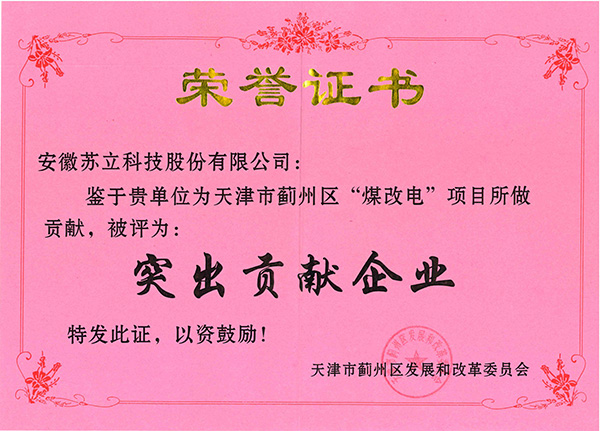 荣誉证书
安徽苏立科技股份有限公司：
鉴于贵单位为天津市蓟州区“煤改电”项目所做
贡献，被评为：
突出贡献企业
特发此证，以资鼓励！
天津市蓟州区发展和改革委员会